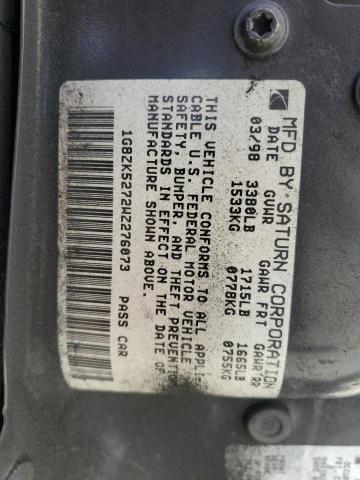 MFD BY SATURN CORPORATION
DATE GVWR GAWR FRT GAWR RR
03/98 3380LB 1715LB 1665LB
1533KG 0778KG 0755KG
THIS VEHICLE CONFORMS TO ALL APPLI-
CABLE U.S. FEDERAL MOTOR VEHICLE
SAFETY, BUMPER, AND THEFT PREVENTION
STANDARDS IN EFFECT ON THE DATE OF
MANUFACTURE SHOWN ABOVE.
1G8ZK5272WZ276073 PASS CAR